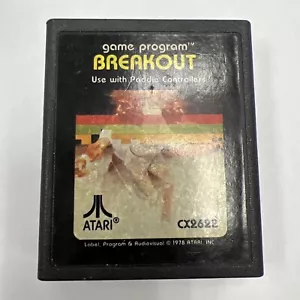 game program™
BREAKOUT
Use with Paddle Controllers
ATARI®
CX2622
Label, Program & Audiovisual © 1978 ATARI, INC.